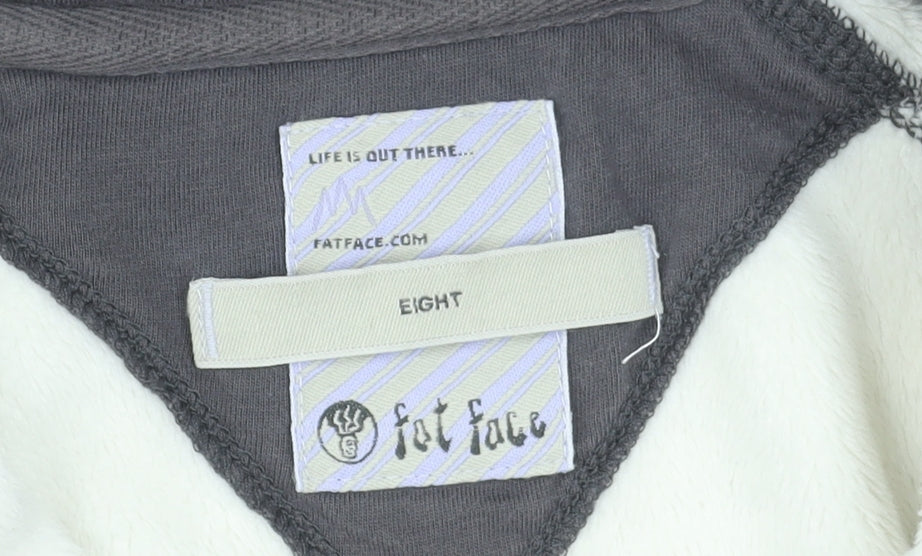 LIFE IS OUT THERE...
FATFACE.COM
EIGHT
fat face